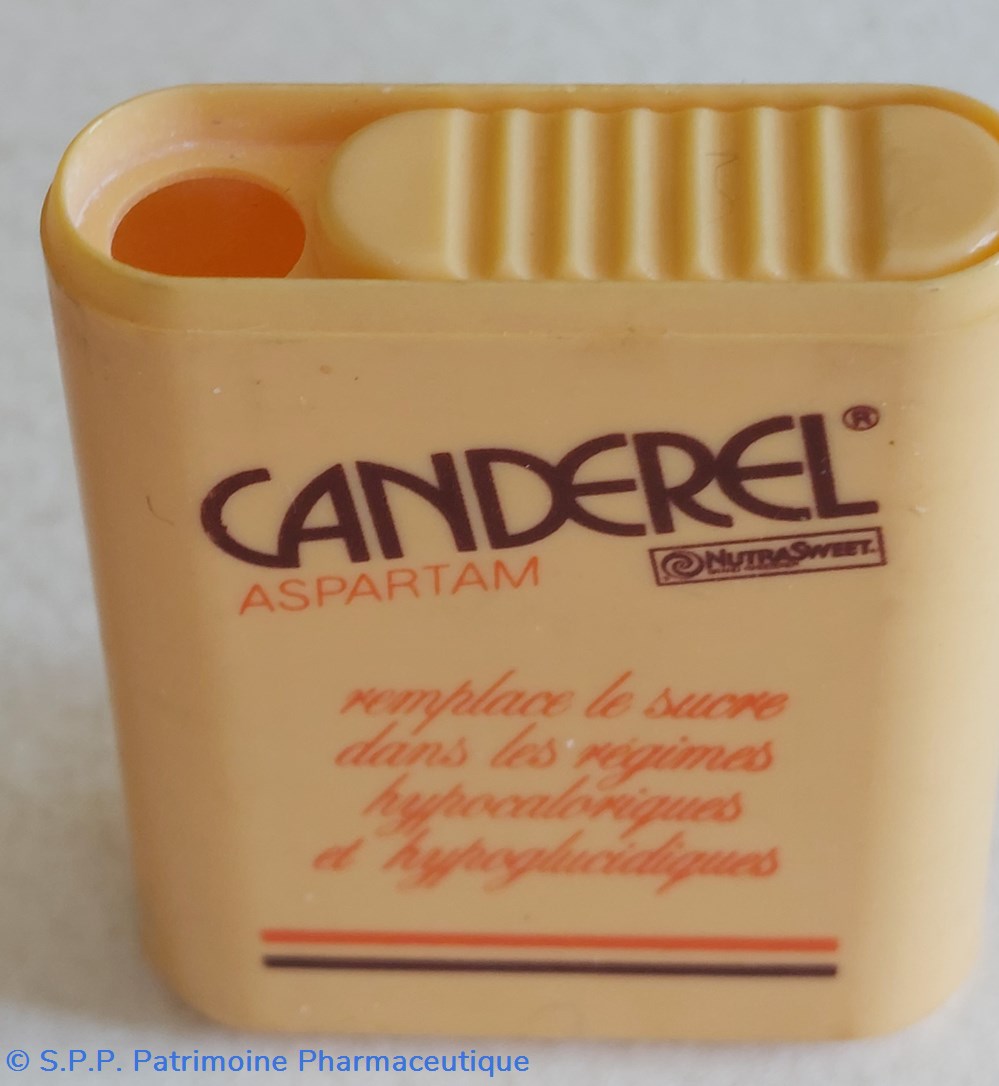 CANDEREL®
ASPARTAM
NUTRASWEET
remplace le sucre
dans les régimes
hypocaloriques
et hypoglucidiques
© S.P.P. Patrimoine Pharmaceutique